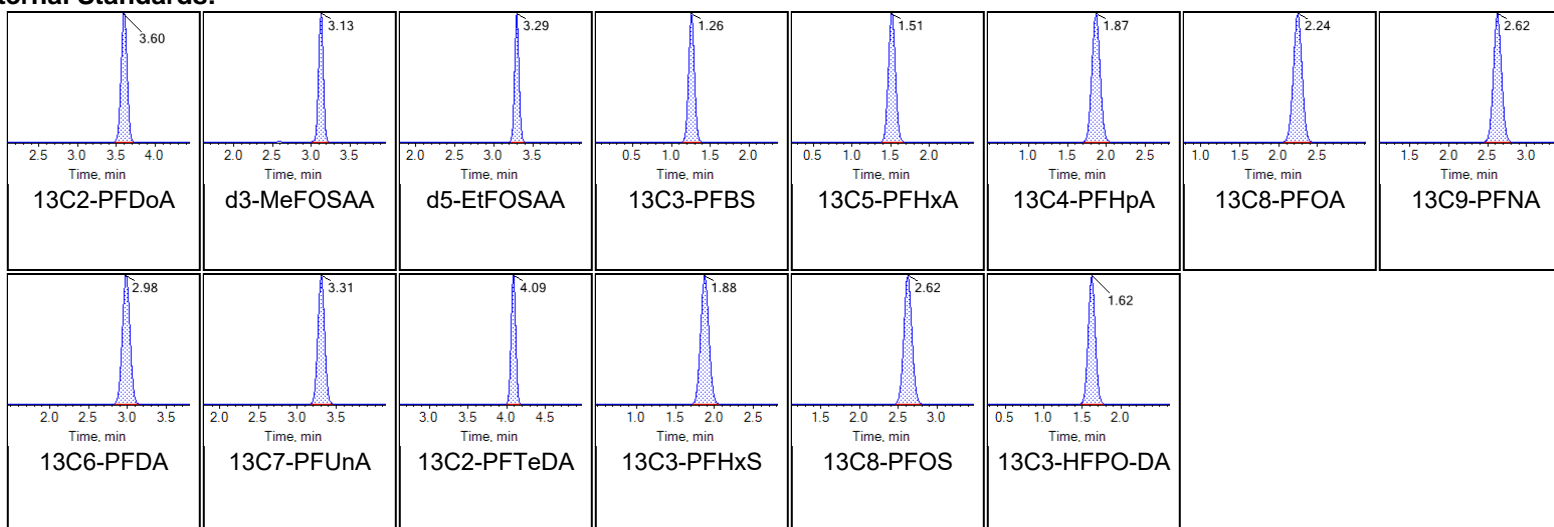 ternal Standards:
3.60
2.5 3.0 3.5 4.0
Time, min
13C2-PFDoA
3.13
2.0 2.5 3.0 3.5
Time, min
d3-MeFOSAA
3.29
2.0 2.5 3.0 3.5
Time, min
d5-EtFOSAA
1.26
0.5 1.0 1.5 2.0
Time, min
13C3-PFBS
1.51
0.5 1.0 1.5 2.0
Time, min
13C5-PFHxA
1.87
1.0 1.5 2.0 2.5
Time, min
13C4-PFHpA
2.24
1.0 1.5 2.0 2.5
Time, min
13C8-PFOA
2.62
1.5 2.0 2.5 3.0
Time, min
13C9-PFNA
2.98
2.0 2.5 3.0 3.5
Time, min
13C6-PFDA
3.31
2.0 2.5 3.0 3.5
Time, min
13C7-PFUnA
4.09
3.0 3.5 4.0 4.5
Time, min
13C2-PFTeDA
1.88
1.0 1.5 2.0 2.5
Time, min
13C3-PFHxS
2.62
1.5 2.0 2.5 3.0
Time, min
13C8-PFOS
1.62
0.5 1.0 1.5 2.0
Time, min
13C3-HFPO-DA